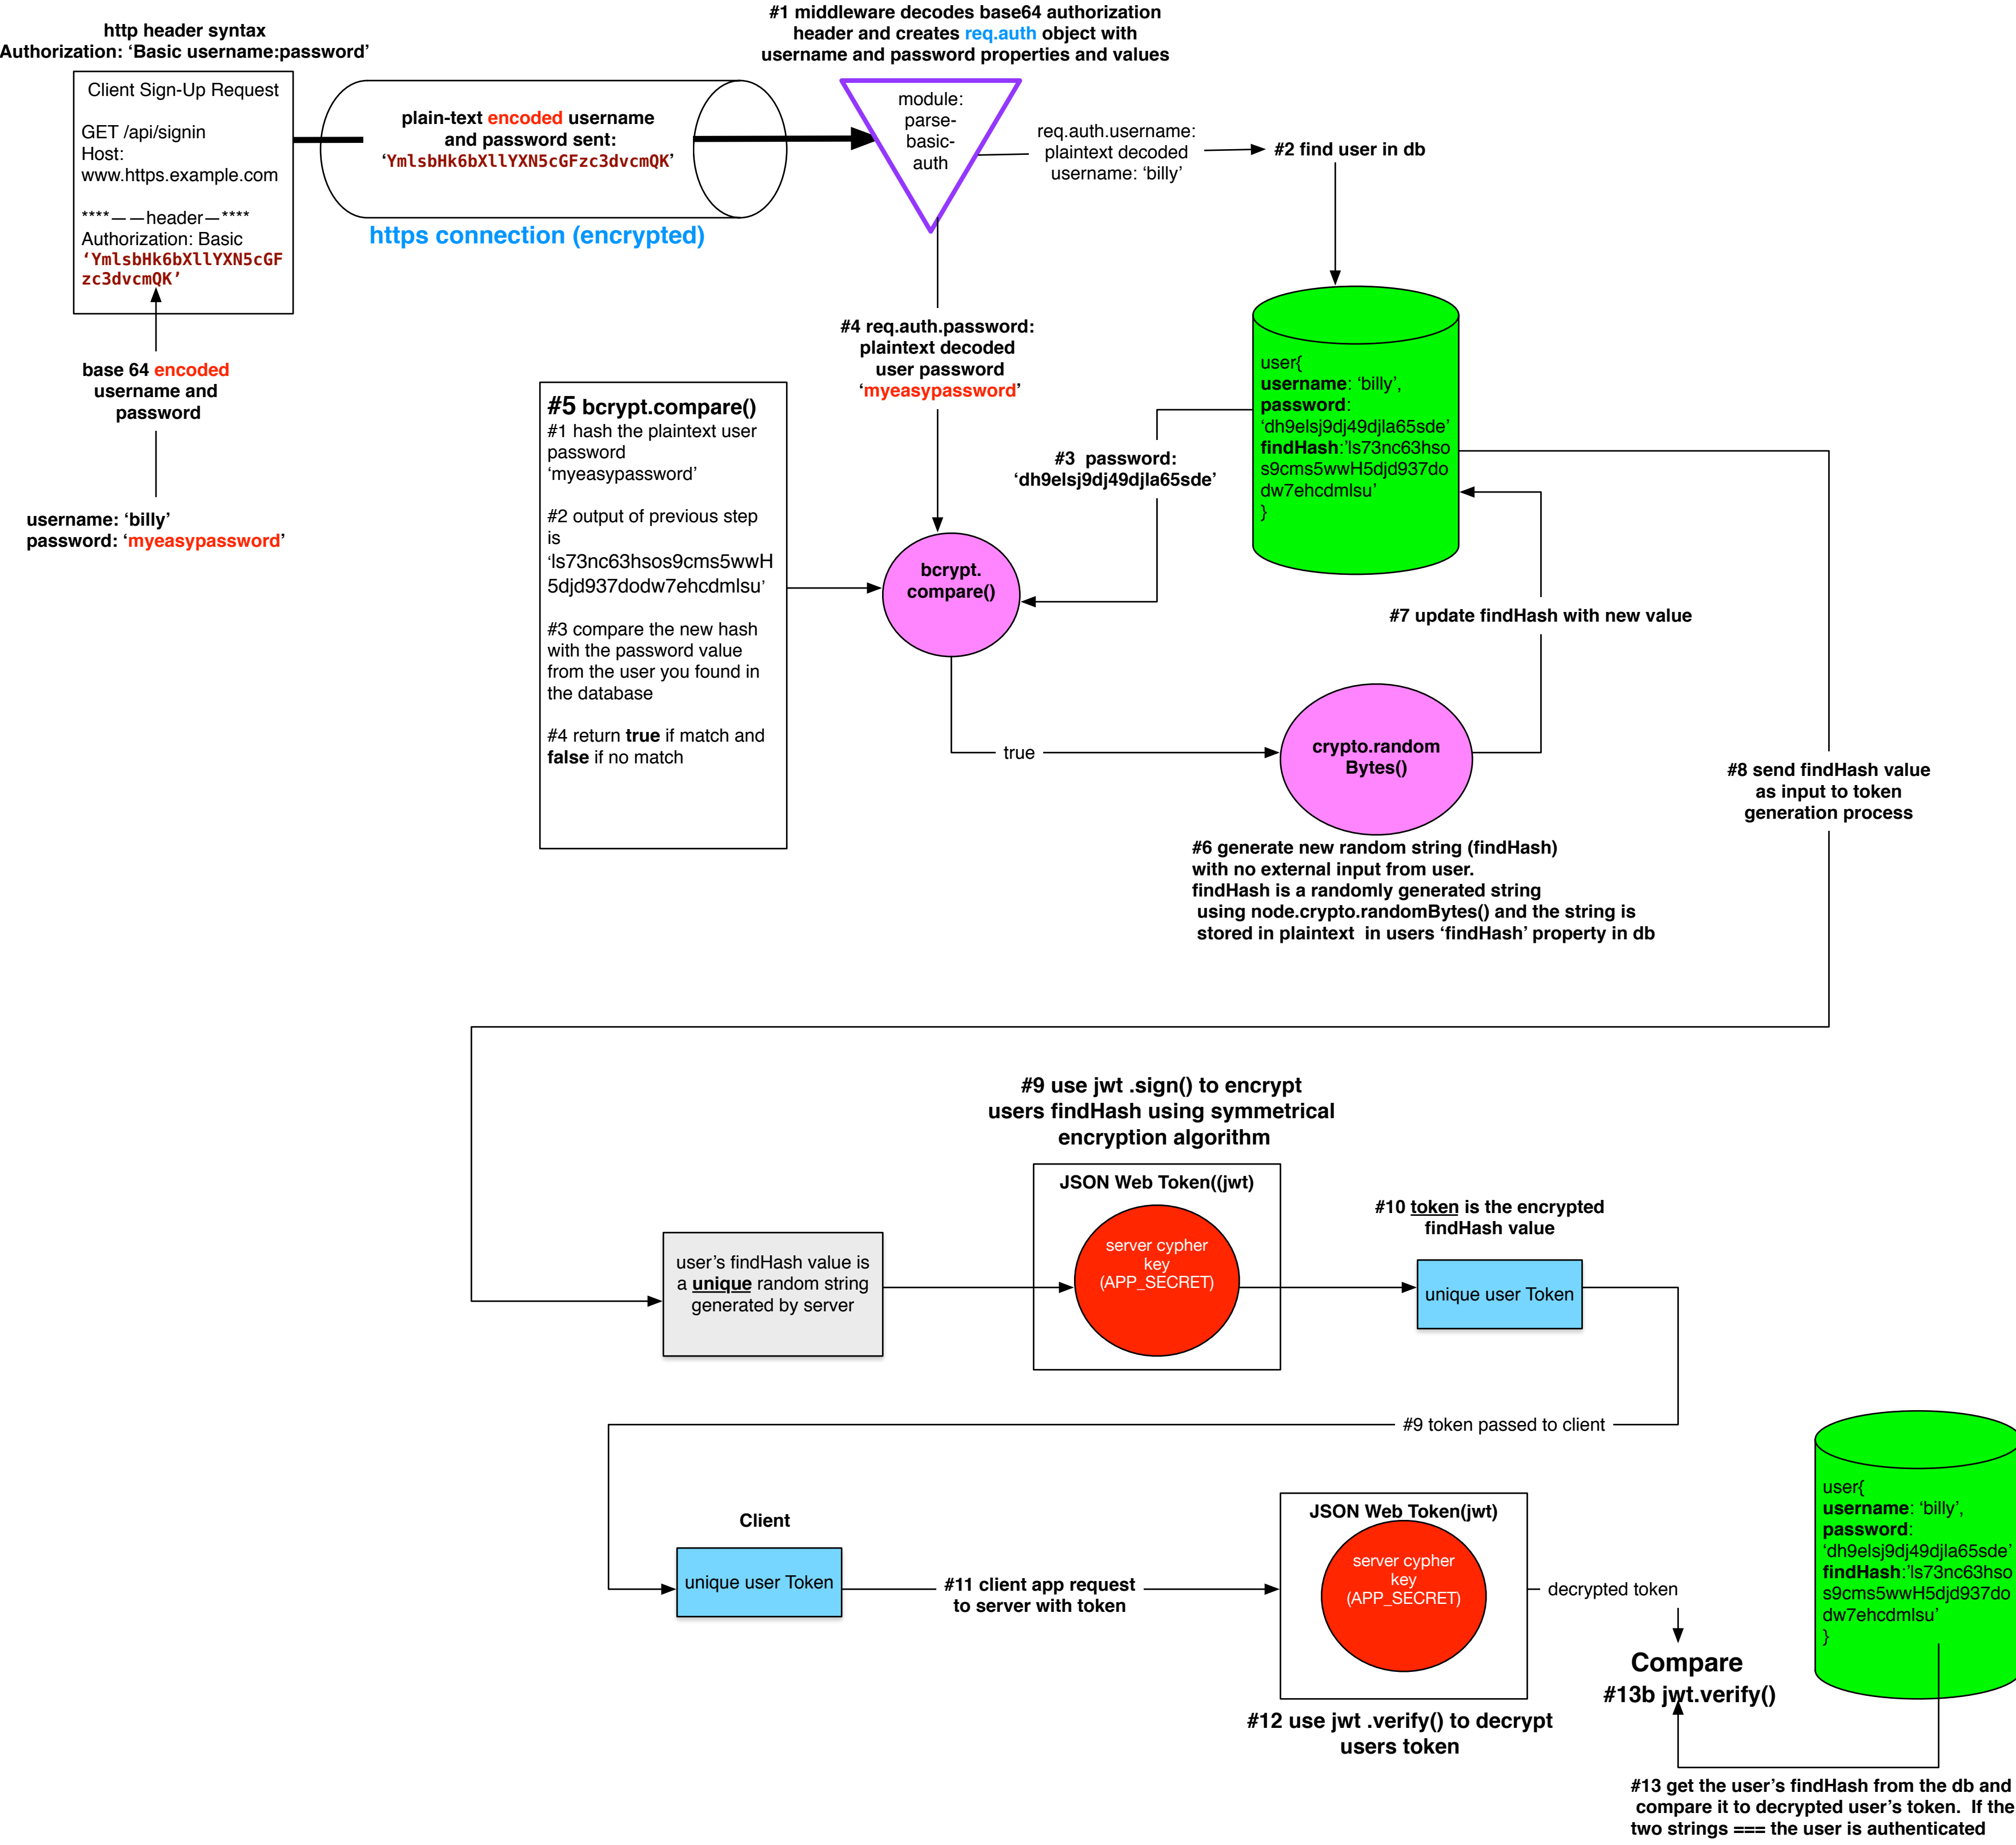 http header syntax
Authorization: ‘Basic username:password’
Client Sign-Up Request
GET /api/signin
Host:
www.https.example.com
****— —header—****
Authorization: Basic
‘YmlsbHk6bXllYXN5cGF
zc3dvcmQK’
base 64 encoded
username and
password
username: ‘billy’
password: ‘myeasypassword’
plain-text encoded username
and password sent:
‘YmlsbHk6bXllYXN5cGFzc3dvcmQK’
https connection (encrypted)
#1 middleware decodes base64 authorization
header and creates req.auth object with
username and password properties and values
module:
parse-
basic-
auth
req.auth.username:
plaintext decoded
username: ‘billy’
#2 find user in db
user{
username: ‘billy’,
password:
‘dh9elsj9dj49djla65sde’
findHash:’ls73nc63hso
s9cms5wwH5djd937do
dw7ehcdmlsu’
}
#3 password:
‘dh9elsj9dj49djla65sde’
#4 req.auth.password:
plaintext decoded
user password
‘myeasypassword’
#5 bcrypt.compare()
#1 hash the plaintext user
password
‘myeasypassword’
#2 output of previous step
is
‘ls73nc63hsos9cms5wwH
5djd937dodw7ehcdmlsu’
#3 compare the new hash
with the password value
from the user you found in
the database
#4 return true if match and
false if no match
bcrypt.
compare()
true
crypto.random
Bytes()
#6 generate new random string (findHash)
with no external input from user.
findHash is a randomly generated string
using node.crypto.randomBytes() and the string is
stored in plaintext in users ‘findHash’ property in db
#7 update findHash with new value
#8 send findHash value
as input to token
generation process
#9 use jwt .sign() to encrypt
users findHash using symmetrical
encryption algorithm
user’s findHash value is
a unique random string
generated by server
JSON Web Token((jwt)
server cypher
key
(APP_SECRET)
#10 token is the encrypted
findHash value
unique user Token
#9 token passed to client
Client
unique user Token
#11 client app request
to server with token
JSON Web Token(jwt)
server cypher
key
(APP_SECRET)
#12 use jwt .verify() to decrypt
users token
decrypted token
Compare
#13b jwt.verify()
user{
username: ‘billy’,
password:
‘dh9elsj9dj49djla65sde’
findHash:’ls73nc63hso
s9cms5wwH5djd937do
dw7ehcdmlsu’
}
#13 get the user’s findHash from the db and
compare it to decrypted user’s token. If the
two strings === the user is authenticated